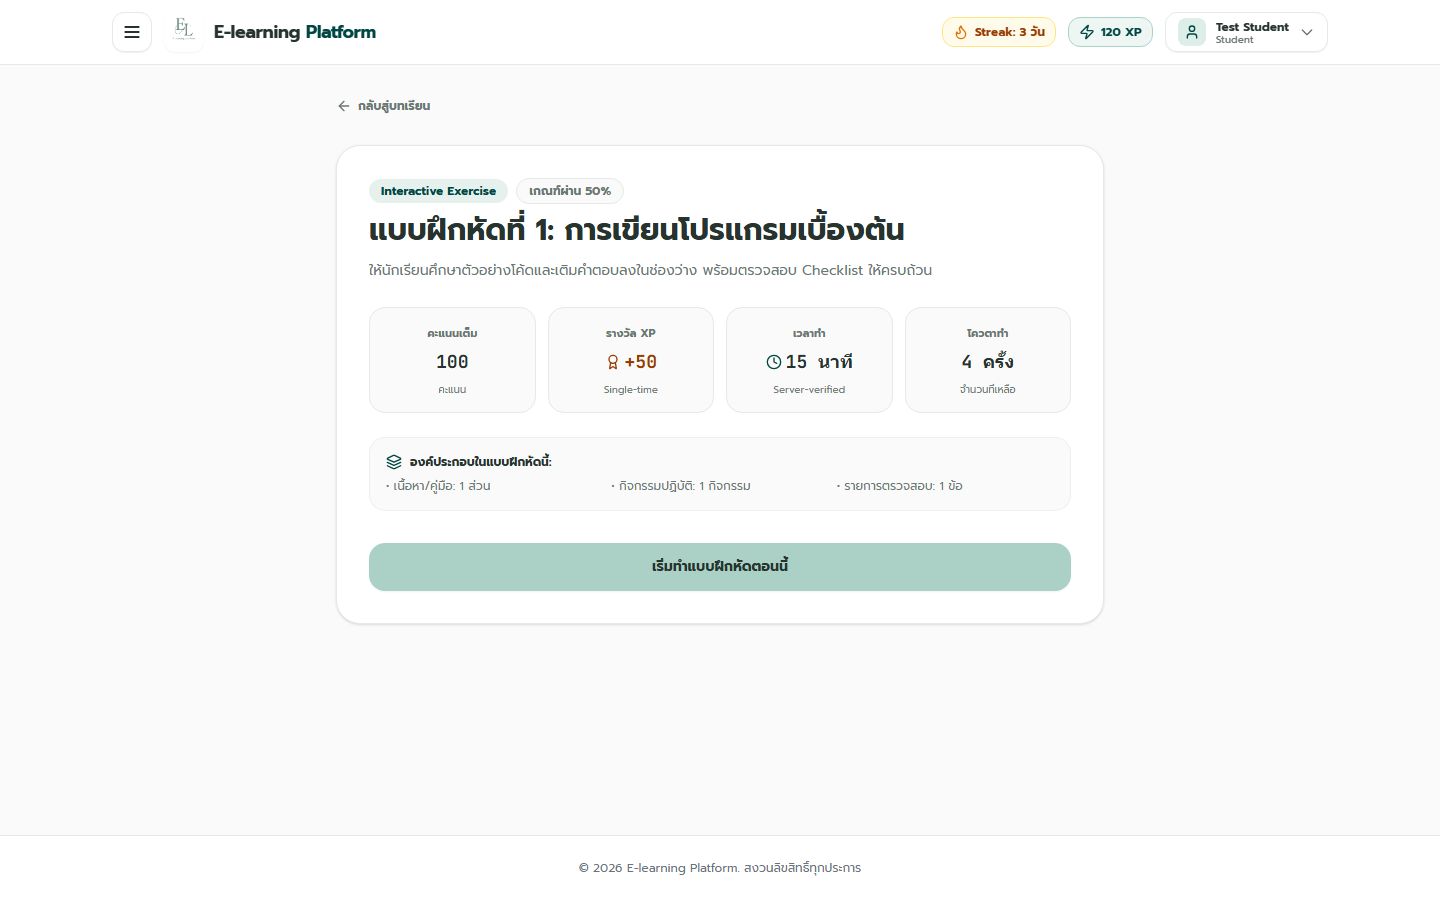 EL
E-learning Platform
Streak: 3 วัน
120 XP
Test Student
Student
กลับสู่บทเรียน
Interactive Exercise
เกณฑ์ผ่าน 50%
แบบฝึกหัดที่ 1: การเขียนโปรแกรมเบื้องต้น
ให้นักเรียนศึกษาตัวอย่างโค้ดและเติมคำตอบลงในช่องว่าง พร้อมตรวจสอบ Checklist ให้ครบถ้วน
คะแนนเต็ม
100
คะแนน
รางวัล XP
+50
Single-time
เวลาทำ
15 นาที
Server-verified
โควตาทำ
4 ครั้ง
จำนวนที่เหลือ
องค์ประกอบในแบบฝึกหัดนี้:
• เนื้อหา/คู่มือ: 1 ส่วน
• กิจกรรมปฏิบัติ: 1 กิจกรรม
• รายการตรวจสอบ: 1 ข้อ
เริ่มทำแบบฝึกหัดตอนนี้
© 2026 E-learning Platform. สงวนลิขสิทธิ์ทุกประการ